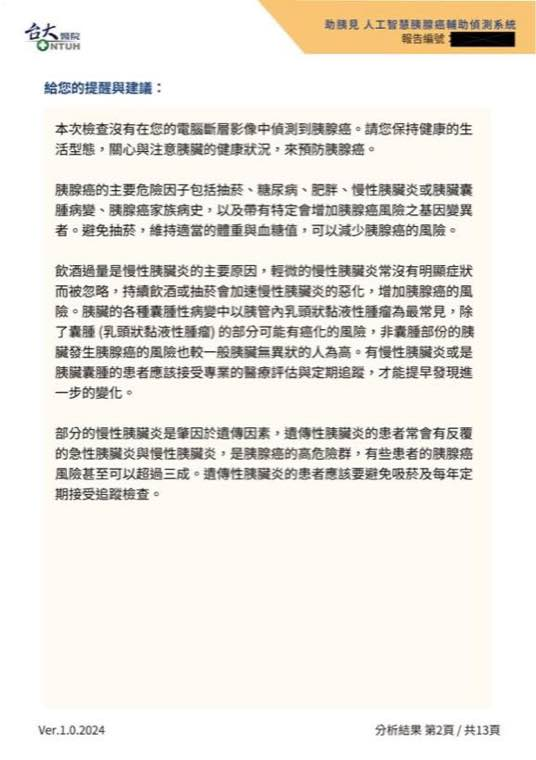 台大醫院
NTUH
助胰見 人工智慧胰腺癌輔助偵測系統
報告編號：
給您的提醒與建議：
本次檢查沒有在您的電腦斷層影像中偵測到胰腺癌。請您保持健康的生
活型態，關心與注意胰臟的健康狀況，來預防胰腺癌。
胰腺癌的主要危險因子包括抽菸、糖尿病、肥胖、慢性胰臟炎或胰臟囊
腫病變、胰腺癌家族病史，以及帶有特定會增加胰腺癌風險之基因變異
者。避免抽菸，維持適當的體重與血糖值，可以減少胰腺癌的風險。
飲酒過量是慢性胰臟炎的主要原因，輕微的慢性胰臟炎常沒有明顯症狀
而被忽略，持續飲酒或抽菸會加速慢性胰臟炎的惡化，增加胰腺癌的風
險。胰臟的各種囊腫性病變中以胰管內乳頭狀黏液性腫瘤為最常見，除
了囊腫 (乳頭狀黏液性腫瘤) 的部分可能有癌化的風險，非囊腫部份的胰
臟發生胰腺癌的風險也較一般胰臟無異狀的人為高。有慢性胰臟炎或是
胰臟囊腫的患者應該接受專業的醫療評估與定期追蹤，才能提早發現進
一步的變化。
部分的慢性胰臟炎是肇因於遺傳因素，遺傳性胰臟炎的患者常會有反覆
的急性胰臟炎與慢性胰臟炎，是胰腺癌的高危險群，有些患者的胰腺癌
風險甚至可以超過三成。遺傳性胰臟炎的患者應該要避免吸菸及每年定
期接受追蹤檢查。
Ver.1.0.2024
分析結果 第2頁 / 共13頁